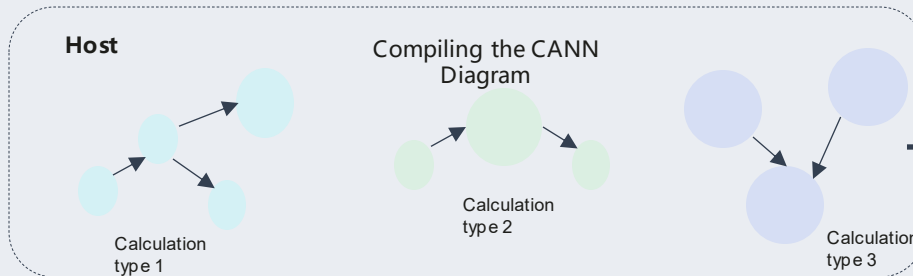 Host
Compiling the CANN
Diagram
Calculation
type 1
Calculation
type 2
Calculation
type 3